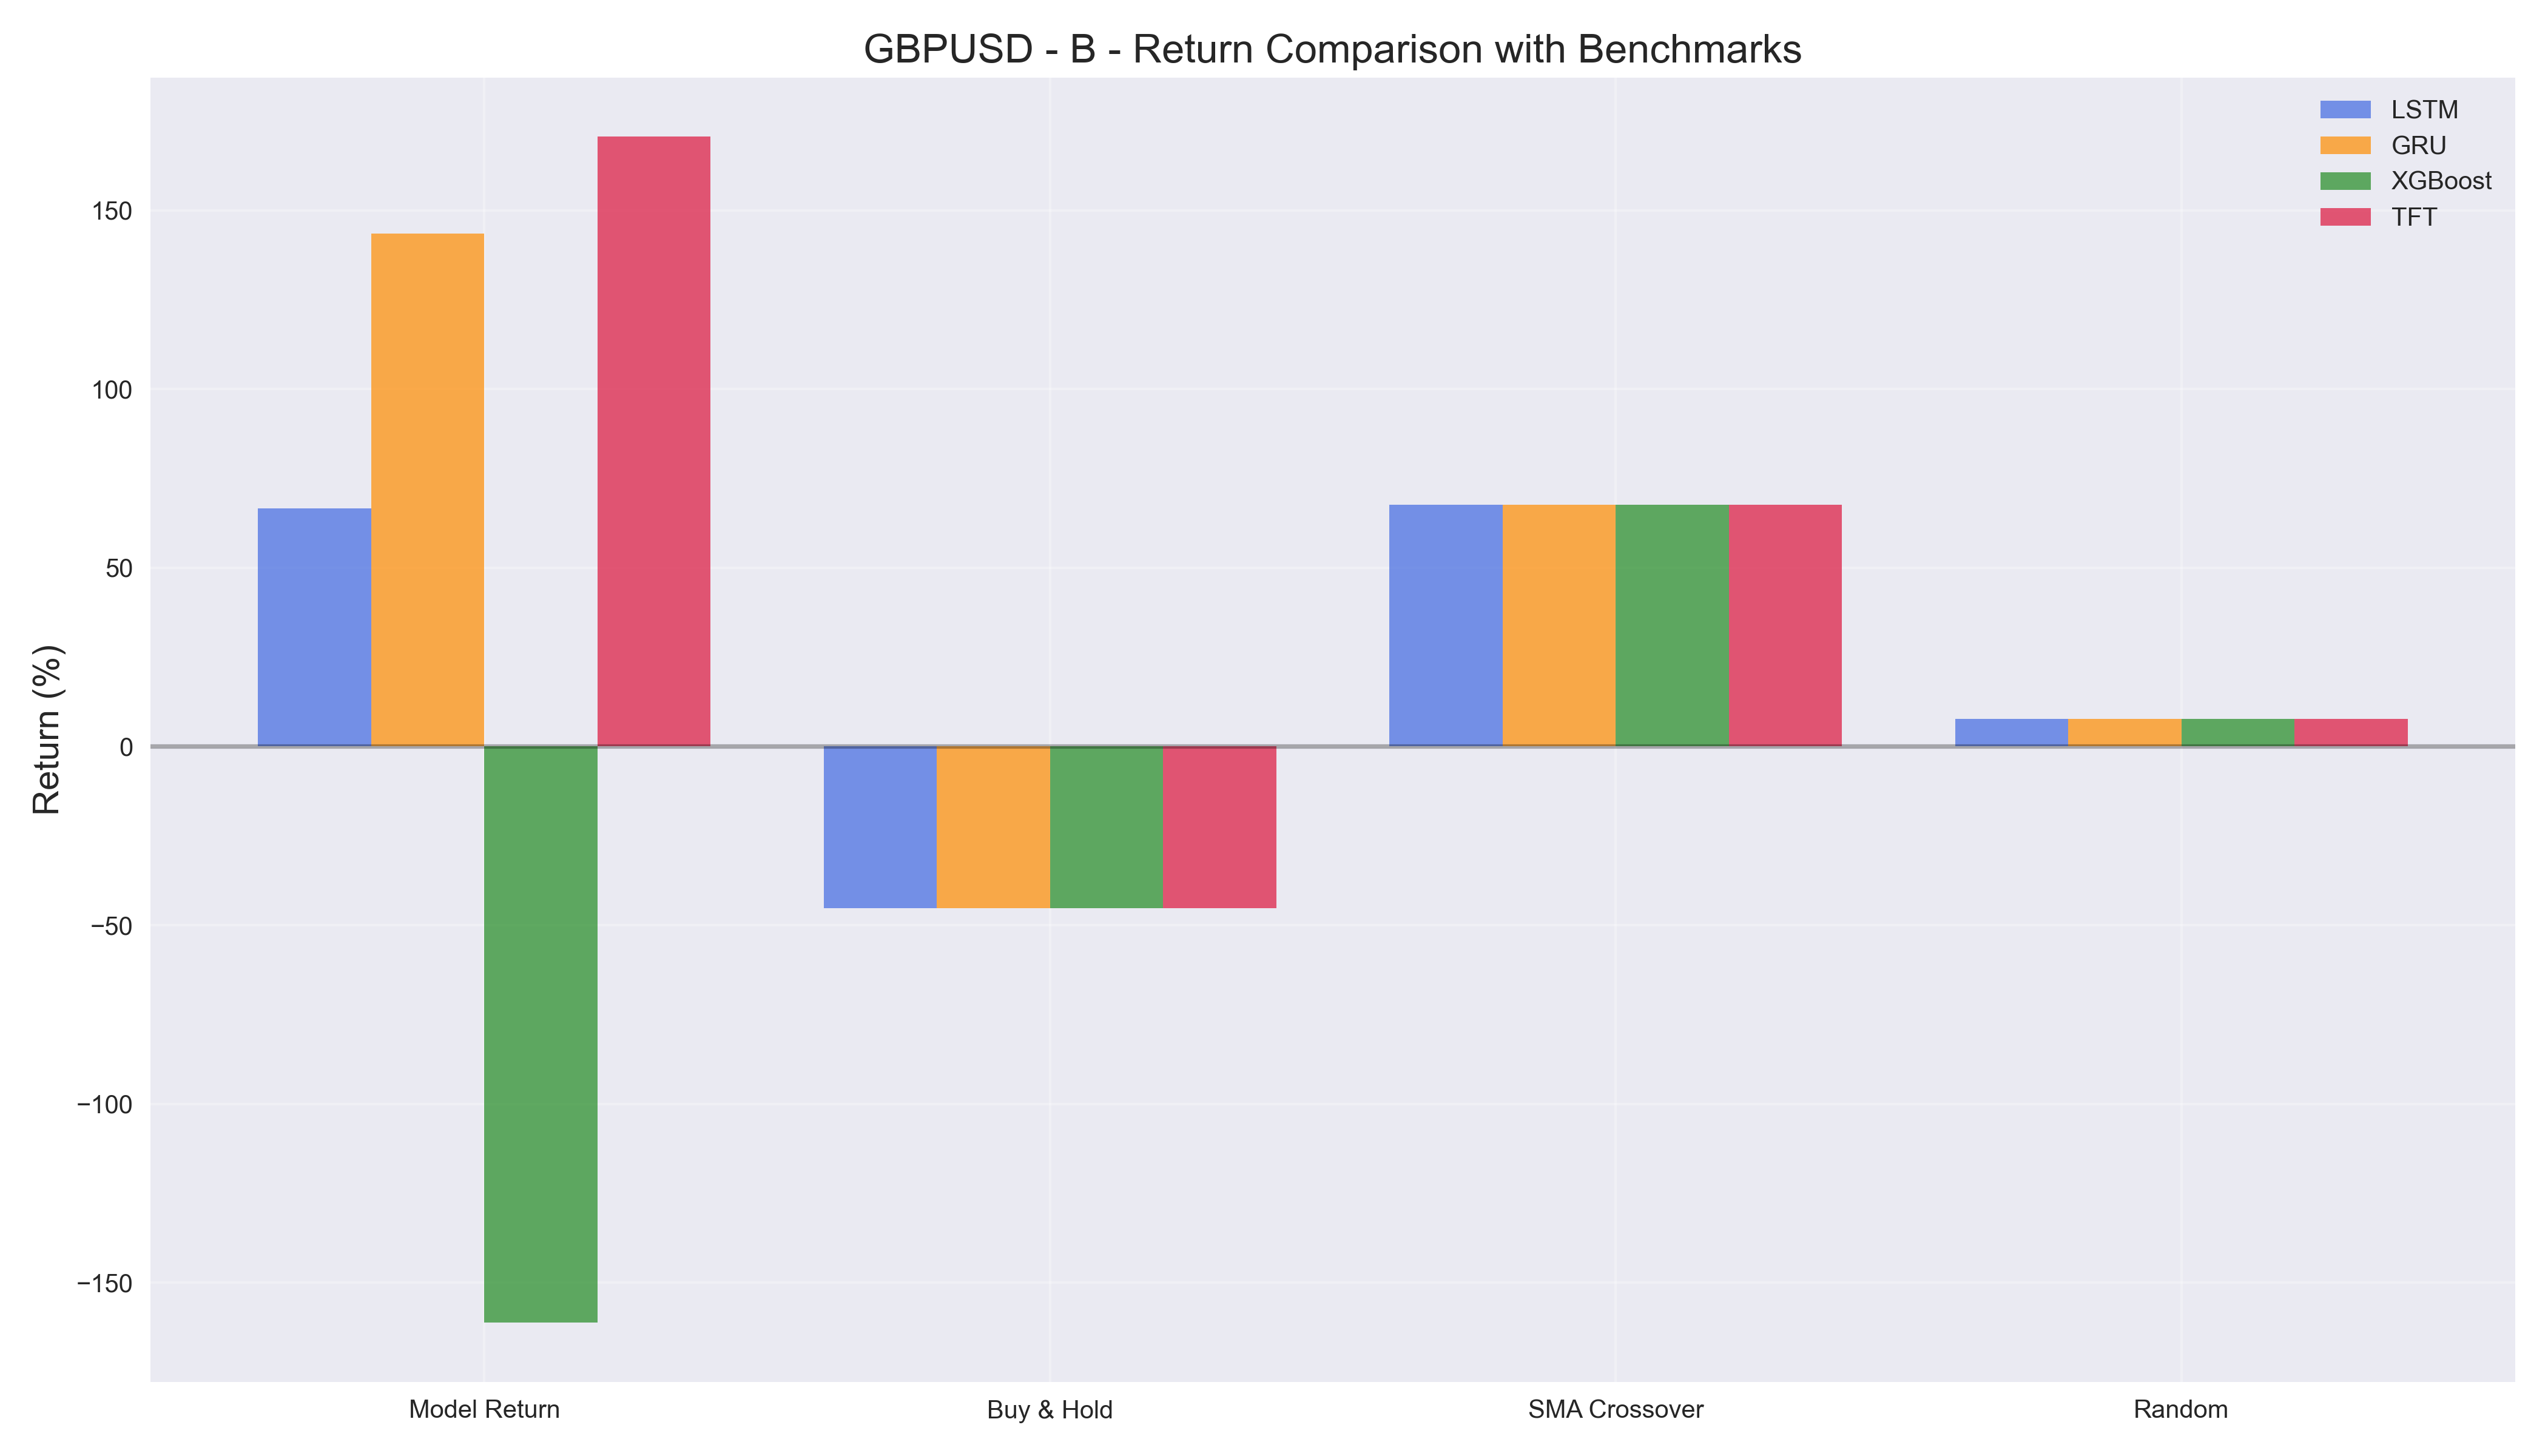 GBPUSD - B - Return Comparison with Benchmarks
LSTM
GRU
XGBoost
TFT
Return (%)
150
100
50
0
−50
−100
−150
Model Return
Buy & Hold
SMA Crossover
Random